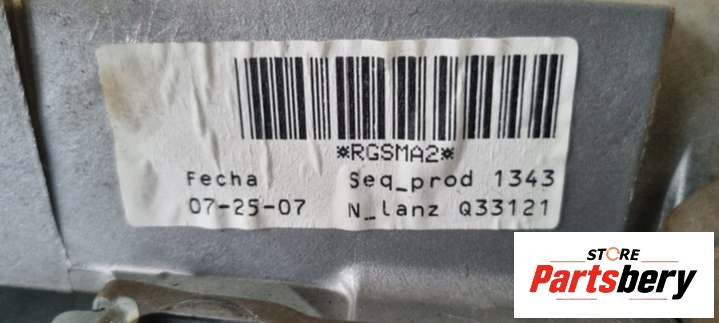 *RGSMA2*
Fecha Seq_prod 1343
07-25-07 N_lanz Q33121
STORE
Partsbery